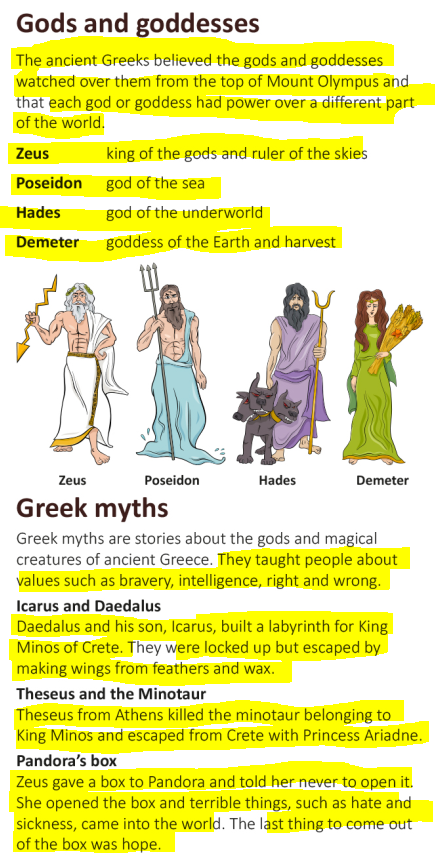 Gods and goddesses
The ancient Greeks believed the gods and goddesses
watched over them from the top of Mount Olympus and
that each god or goddess had power over a different part
of the world.
Zeus king of the gods and ruler of the skies
Poseidon god of the sea
Hades god of the underworld
Demeter goddess of the Earth and harvest
Zeus Poseidon Hades Demeter
Greek myths
Greek myths are stories about the gods and magical
creatures of ancient Greece. They taught people about
values such as bravery, intelligence, right and wrong.
Icarus and Daedalus
Daedalus and his son, Icarus, built a labyrinth for King
Minos of Crete. They were locked up but escaped by
making wings from feathers and wax.
Theseus and the Minotaur
Theseus from Athens killed the minotaur belonging to
King Minos and escaped from Crete with Princess Ariadne.
Pandora’s box
Zeus gave a box to Pandora and told her never to open it.
She opened the box and terrible things, such as hate and
sickness, came into the world. The last thing to come out
of the box was hope.